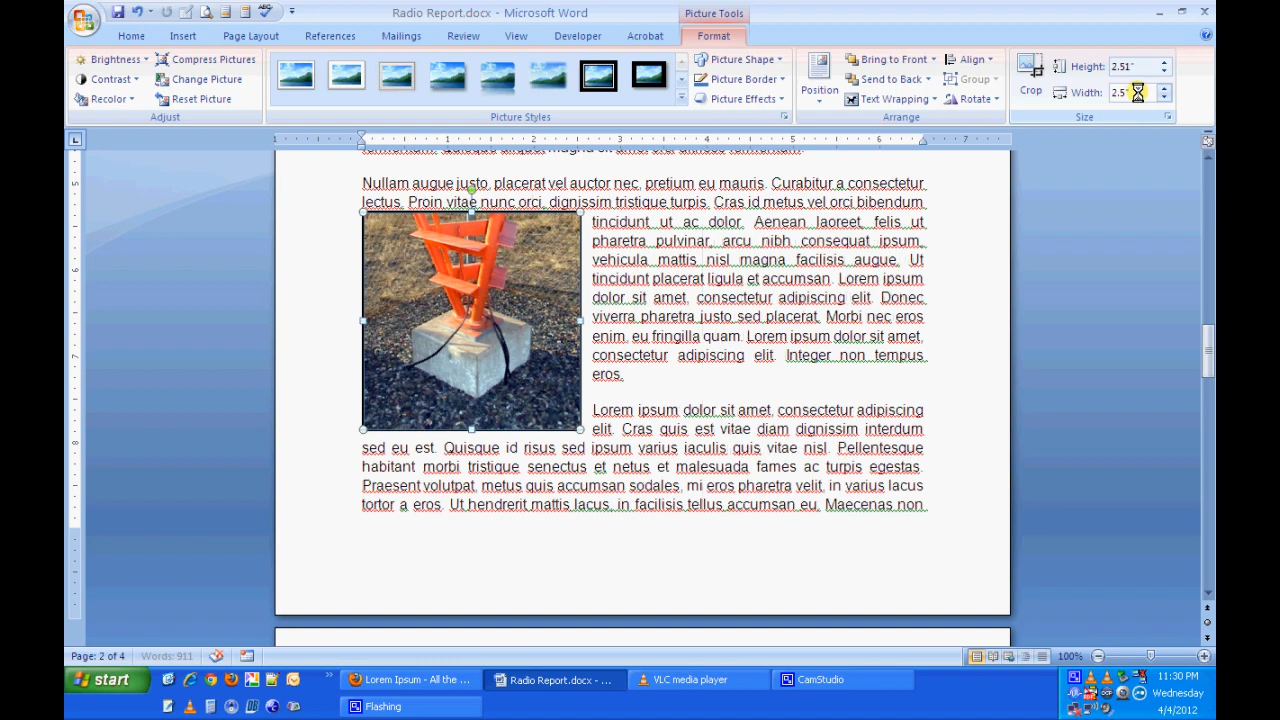 Radio Report.docx - Microsoft Word
Picture Tools
Home Insert Page Layout References Mailings Review View Developer Acrobat Format
Brightness Compress Pictures Picture Shape Bring to Front Align Height: 2.51"
Contrast Change Picture Picture Border Position Send to Back Group Crop Width: 2.5"
Recolor Reset Picture Picture Effects Text Wrapping Rotate
Adjust Picture Styles Arrange Size
1 1 2 3 4 5 6 7
Nullam augue justo, placerat vel auctor nec, pretium eu mauris. Curabitur a consectetur
lectus. Proin vitae nunc orci, dignissim tristique turpis. Cras id metus vel orci bibendum
tincidunt ut ac dolor. Aenean laoreet, felis ut
pharetra pulvinar, arcu nibh consequat ipsum,
vehicula mattis nisl magna facilisis augue. Ut
tincidunt placerat ligula et accumsan. Lorem ipsum
dolor sit amet, consectetur adipiscing elit. Donec
viverra pharetra justo sed placerat. Morbi nec eros
enim, eu fringilla quam. Lorem ipsum dolor sit amet,
consectetur adipiscing elit. Integer non tempus
eros.
Lorem ipsum dolor sit amet, consectetur adipiscing
elit. Cras quis est vitae diam dignissim interdum
sed eu est. Quisque id risus sed ipsum varius iaculis quis vitae nisl. Pellentesque
habitant morbi tristique senectus et netus et malesuada fames ac turpis egestas.
Praesent volutpat, metus quis accumsan sodales, mi eros pharetra velit, in varius lacus
tortor a eros. Ut hendrerit mattis lacus, in facilisis tellus accumsan eu. Maecenas non
Page: 2 of 4 Words: 911 100%
start Lorem Ipsum - All the ... Radio Report.docx - ... VLC media player CamStudio 11:30 PM
Wednesday
Flashing 4/4/2012